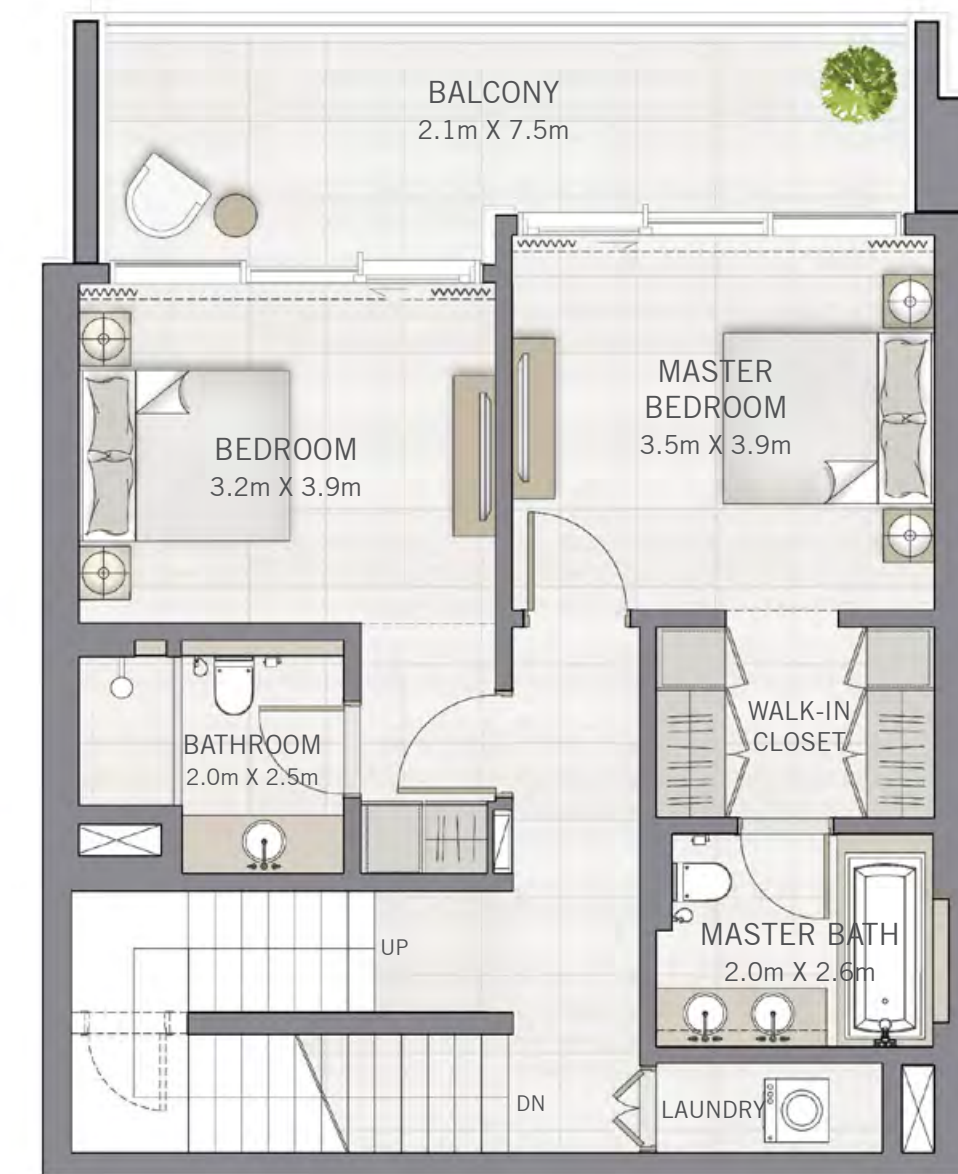 BALCONY
2.1m X 7.5m
MASTER
BEDROOM
3.5m X 3.9m
BEDROOM
3.2m X 3.9m
WALK-IN
CLOSET
BATHROOM
2.0m X 2.5m
MASTER BATH
2.0m X 2.6m
UP
DN
LAUNDRY